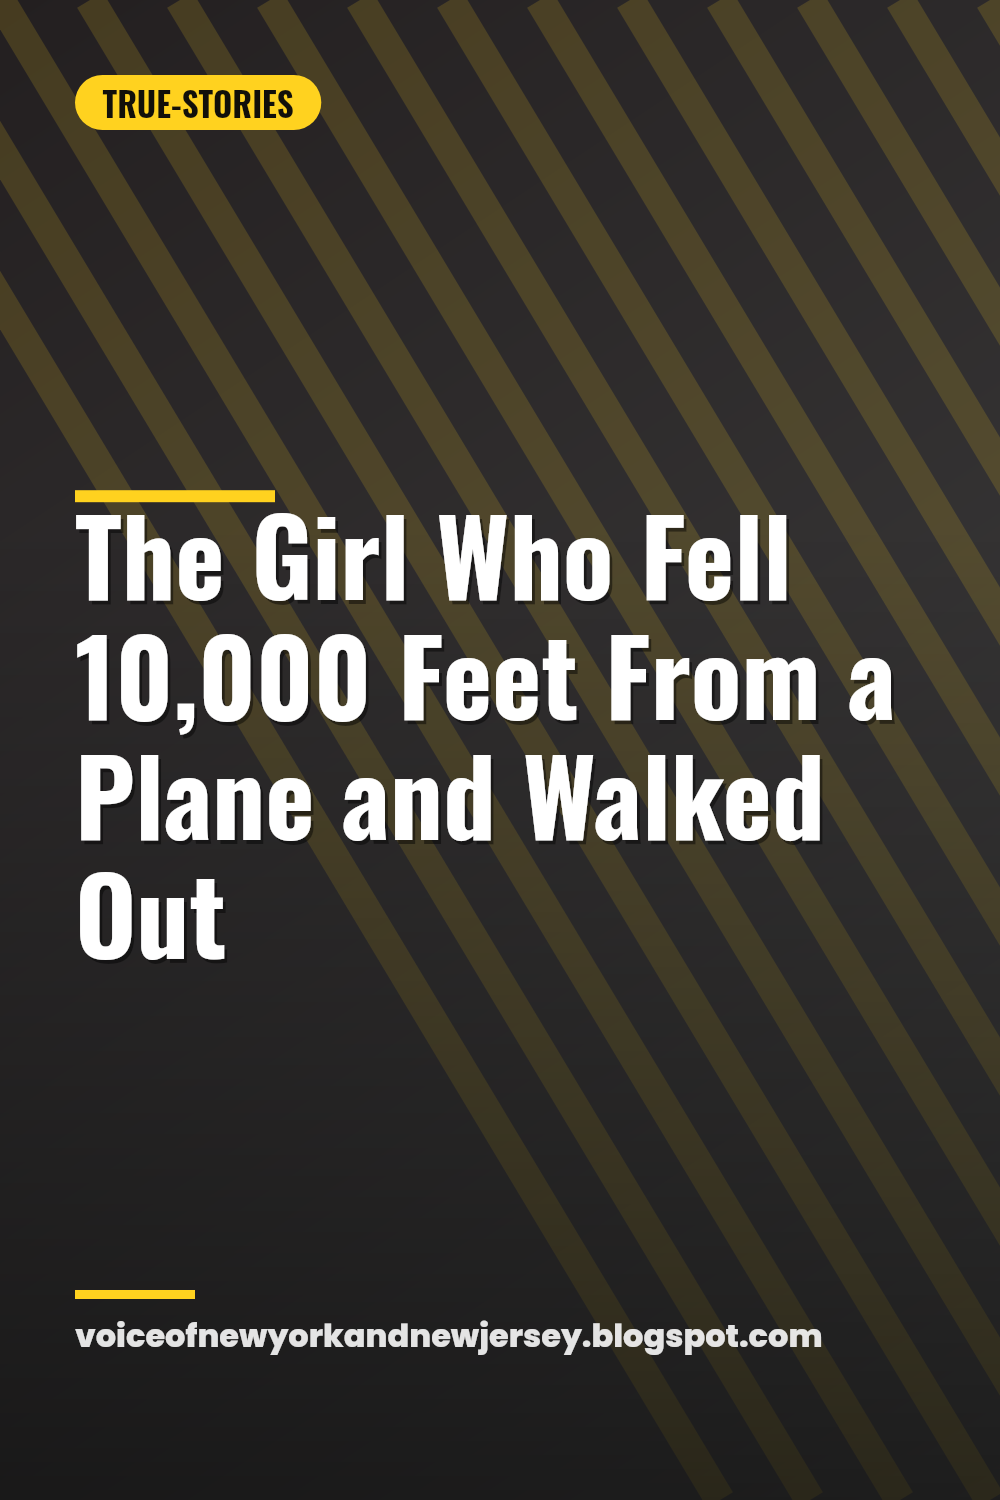 TRUE-STORIES
The Girl Who Fell
10,000 Feet From a
Plane and Walked
Out
voiceofnewyorkandnewjersey.blogspot.com